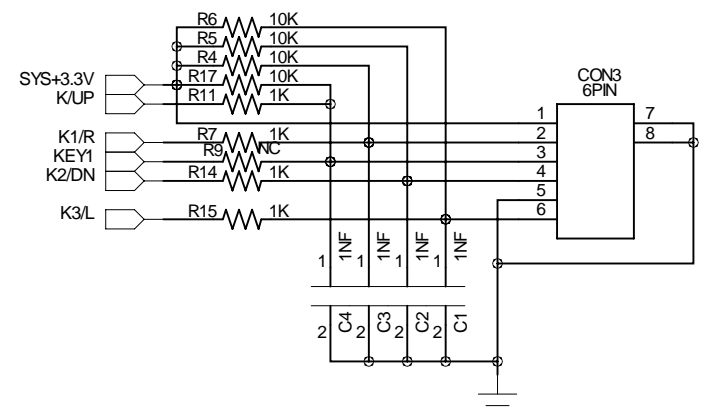 R6 10K
R5 10K
R4 10K
SYS+3.3V R17 10K
K/UP R11 1K
CON3
6PIN
1 7
K1/R R7 1K 2 8
KEY1 R9 NC 3
K2/DN R14 1K 4
5
K3/L R15 1K 6
1NF 1NF 1NF 1NF
1 1 1 1
2 C4 2 C3 2 C2 2 C1